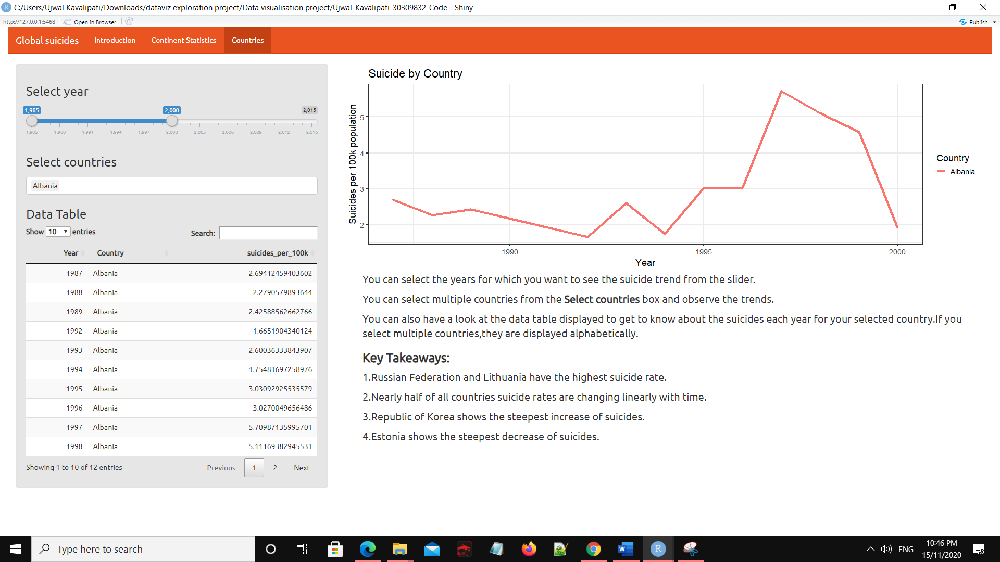 C:/Users/Ujwal Kavalipati/Downloads/dataviz exploration project/Data visualisation project/Ujwal_Kavalipati_30309832_Code - Shiny
http://127.0.0.1:5468 Open in Browser Publish
Global suicides Introduction Continent Statistics Countries
Select year
1,985 2,000 2,015
1,985 1,988 1,991 1,994 1,997 2,000 2,003 2,006 2,009 2,012 2,015
Select countries
Albania
Data Table
Show 10 entries Search:
Year Country suicides_per_100k
1987 Albania 2.69412459403602
1988 Albania 2.2790579893644
1989 Albania 2.42588562662766
1992 Albania 1.6651904340124
1993 Albania 2.60036333843907
1994 Albania 1.75481697258976
1995 Albania 3.03092925535579
1996 Albania 3.0270049656486
1997 Albania 5.70987135995701
1998 Albania 5.11169382945531
Showing 1 to 10 of 12 entries Previous 1 2 Next
Suicide by Country
Suicides per 100k population
5
4
3
2
1990 1995 2000
Year
Country
Albania
You can select the years for which you want to see the suicide trend from the slider.
You can select multiple countries from the Select countries box and observe the trends.
You can also have a look at the data table displayed to get to know about the suicides each year for your selected country.If you
select multiple countries,they are displayed alphabetically.
Key Takeaways:
1.Russian Federation and Lithuania have the highest suicide rate.
2.Nearly half of all countries suicide rates are changing linearly with time.
3.Republic of Korea shows the steepest increase of suicides.
4.Estonia shows the steepest decrease of suicides.
Type here to search
ENG
10:46 PM
15/11/2020